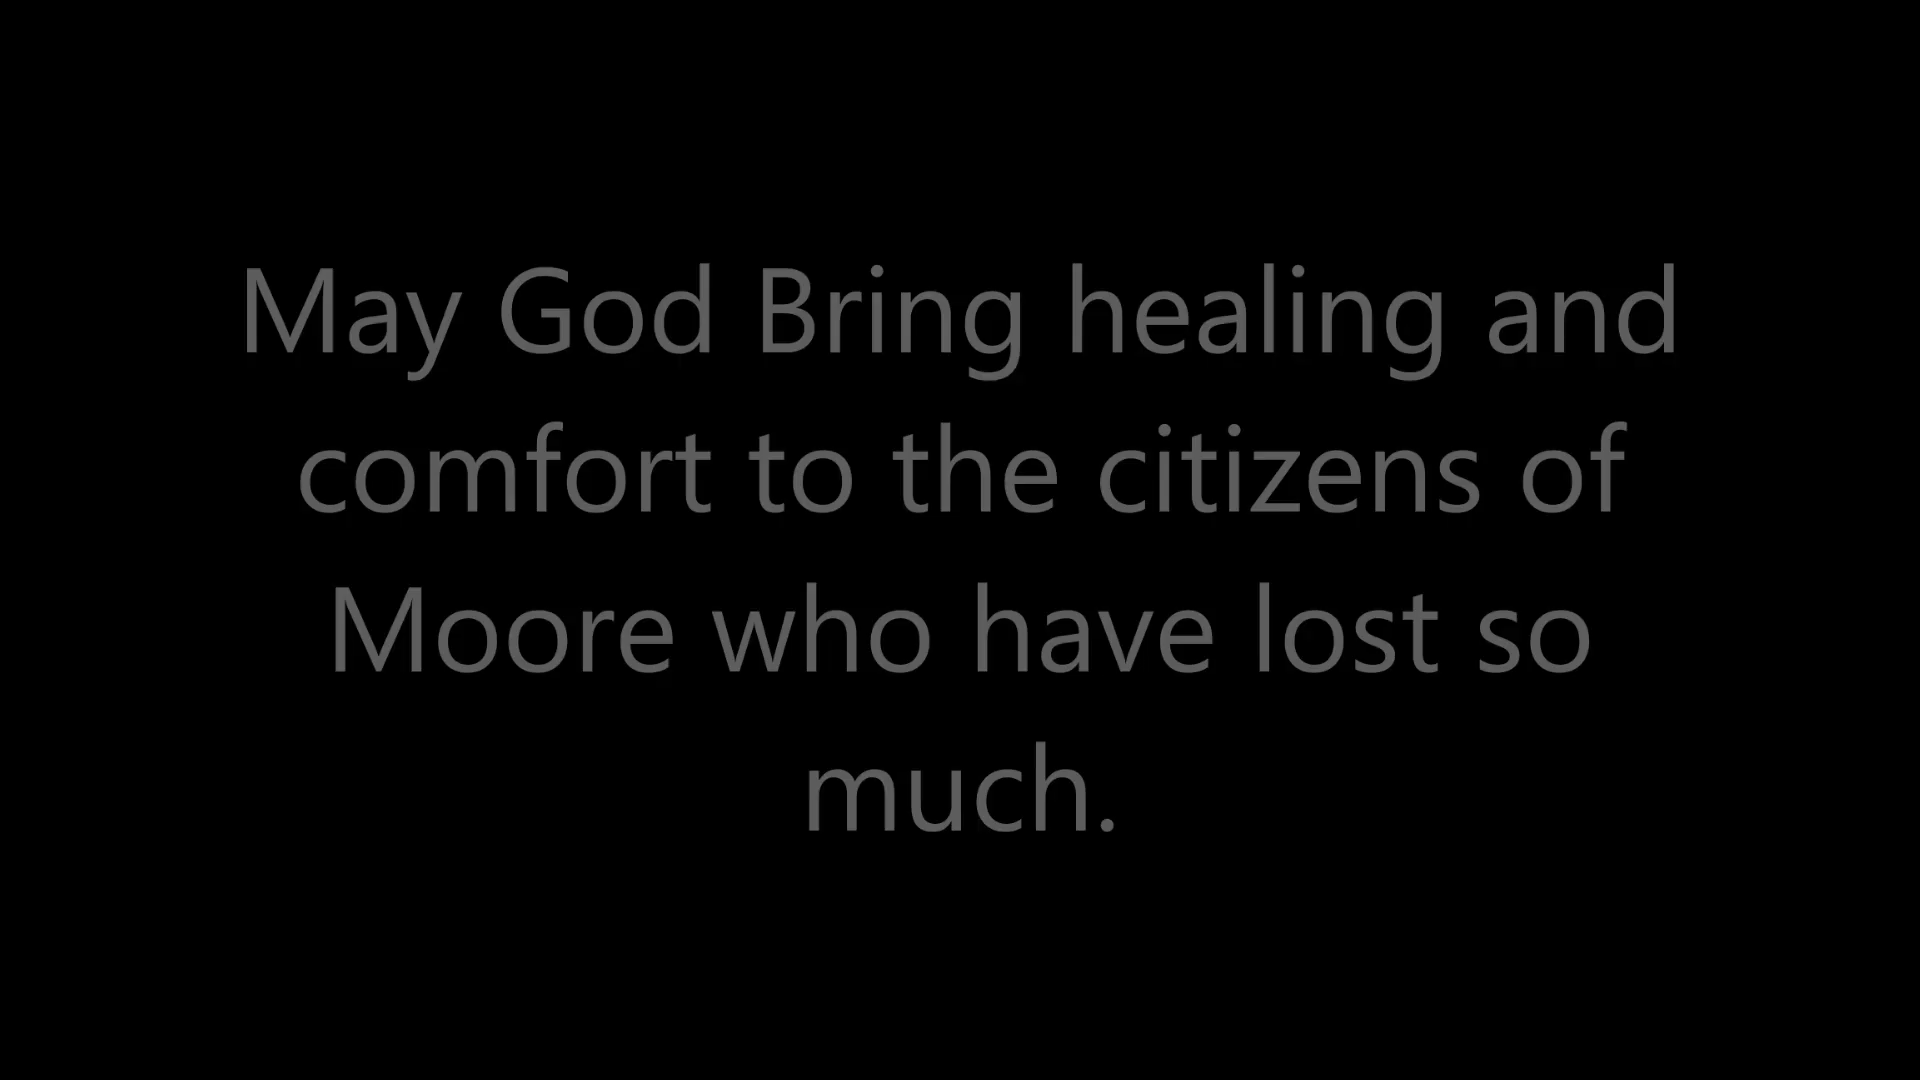 May God Bring healing and
comfort to the citizens of
Moore who have lost so
much.